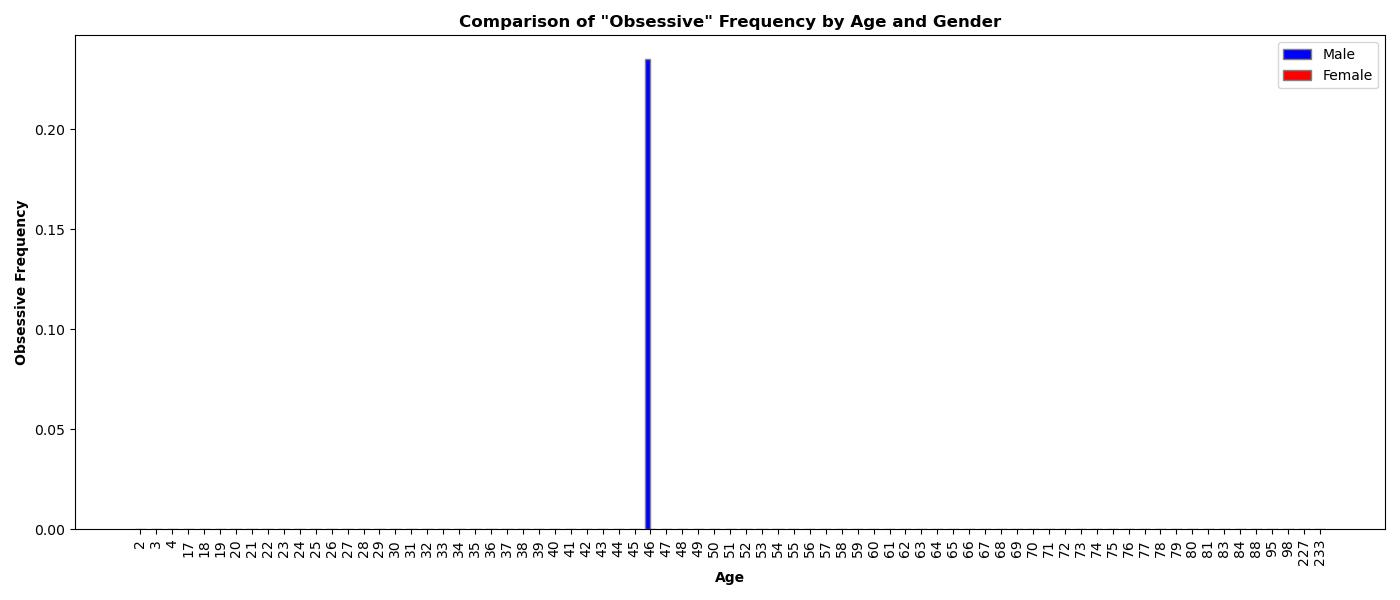 Comparison of "Obsessive" Frequency by Age and Gender
Male
Female
0.20
0.15
0.10
0.05
0.00
Obsessive Frequency
2 3 4 17 18 19 20 21 22 23 24 25 26 27 28 29 30 31 32 33 34 35 36 37 38 39 40 41 42 43 44 45 46 47 48 49 50 51 52 53 54 55 56 57 58 59 60 61 62 63 64 65 66 67 68 69 70 71 72 73 74 75 76 77 78 79 80 81 83 84 88 95 98 227 233
Age